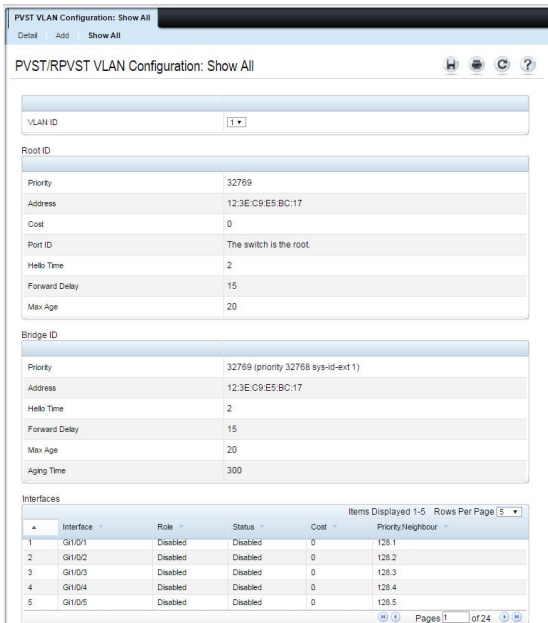 PVST VLAN Configuration: Show All
Detail Add Show All
PVST/RPVST VLAN Configuration: Show All
VLAN ID 1
Root ID
Priority 32769
Address 12:3E:C9:E5:BC:17
Cost 0
Port ID The switch is the root.
Hello Time 2
Forward Delay 15
Max Age 20
Bridge ID
Priority 32769 (priority 32768 sys-id-ext 1)
Address 12:3E:C9:E5:BC:17
Hello Time 2
Forward Delay 15
Max Age 20
Aging Time 300
Interfaces
Items Displayed 1-5 Rows Per Page 5
Interface Role Status Cost Priority.Neighbour
1 Gi1/0/1 Disabled Disabled 0 128.1
2 Gi1/0/2 Disabled Disabled 0 128.2
3 Gi1/0/3 Disabled Disabled 0 128.3
4 Gi1/0/4 Disabled Disabled 0 128.4
5 Gi1/0/5 Disabled Disabled 0 128.5
Pages 1 of 24